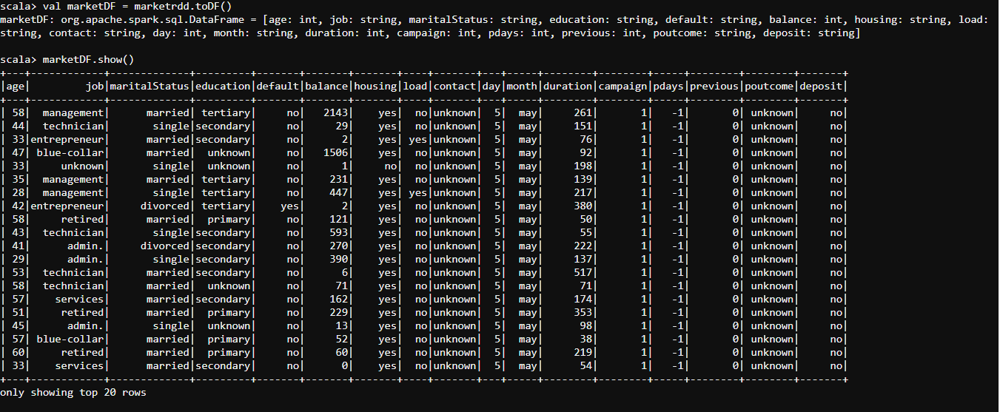 scala> val marketDF = marketrdd.toDF()
marketDF: org.apache.spark.sql.DataFrame = [age: int, job: string, maritalStatus: string, education: string, default: string, balance: int, housing: string, load:
string, contact: string, day: int, month: string, duration: int, campaign: int, pdays: int, previous: int, poutcome: string, deposit: string]
scala> marketDF.show()
+---+------------+-------------+---------+-------+-------+-------+----+-------+---+-----+--------+--------+-----+--------+--------+-------+
|age|         job|maritalStatus|education|default|balance|housing|load|contact|day|month|duration|campaign|pdays|previous|poutcome|deposit|
+---+------------+-------------+---------+-------+-------+-------+----+-------+---+-----+--------+--------+-----+--------+--------+-------+
| 58|  management|      married| tertiary|     no|   2143|    yes|  no|unknown|  5|  may|     261|       1|   -1|       0| unknown|     no|
| 44|  technician|       single|secondary|     no|     29|    yes|  no|unknown|  5|  may|     151|       1|   -1|       0| unknown|     no|
| 33|entrepreneur|      married|secondary|     no|      2|    yes| yes|unknown|  5|  may|      76|       1|   -1|       0| unknown|     no|
| 47| blue-collar|      married|  unknown|     no|   1506|    yes|  no|unknown|  5|  may|      92|       1|   -1|       0| unknown|     no|
| 33|     unknown|       single|  unknown|     no|      1|     no|  no|unknown|  5|  may|     198|       1|   -1|       0| unknown|     no|
| 35|  management|      married| tertiary|     no|    231|    yes|  no|unknown|  5|  may|     139|       1|   -1|       0| unknown|     no|
| 28|  management|       single| tertiary|     no|    447|    yes| yes|unknown|  5|  may|     217|       1|   -1|       0| unknown|     no|
| 42|entrepreneur|     divorced| tertiary|    yes|      2|    yes|  no|unknown|  5|  may|     380|       1|   -1|       0| unknown|     no|
| 58|     retired|      married|  primary|     no|    121|    yes|  no|unknown|  5|  may|      50|       1|   -1|       0| unknown|     no|
| 43|  technician|       single|secondary|     no|    593|    yes|  no|unknown|  5|  may|      55|       1|   -1|       0| unknown|     no|
| 41|      admin.|     divorced|secondary|     no|    270|    yes|  no|unknown|  5|  may|     222|       1|   -1|       0| unknown|     no|
| 29|      admin.|       single|secondary|     no|    390|    yes|  no|unknown|  5|  may|     137|       1|   -1|       0| unknown|     no|
| 53|  technician|      married|secondary|     no|      6|    yes|  no|unknown|  5|  may|     517|       1|   -1|       0| unknown|     no|
| 58|  technician|      married|  unknown|     no|     71|    yes|  no|unknown|  5|  may|      71|       1|   -1|       0| unknown|     no|
| 57|    services|      married|secondary|     no|    162|    yes|  no|unknown|  5|  may|     174|       1|   -1|       0| unknown|     no|
| 51|     retired|      married|  primary|     no|    229|    yes|  no|unknown|  5|  may|     353|       1|   -1|       0| unknown|     no|
| 45|      admin.|       single|  unknown|     no|     13|    yes|  no|unknown|  5|  may|      98|       1|   -1|       0| unknown|     no|
| 57| blue-collar|      married|  primary|     no|     52|    yes|  no|unknown|  5|  may|      38|       1|   -1|       0| unknown|     no|
| 60|     retired|      married|  primary|     no|     60|    yes|  no|unknown|  5|  may|     219|       1|   -1|       0| unknown|     no|
| 33|    services|      married|secondary|     no|      0|    yes|  no|unknown|  5|  may|      54|       1|   -1|       0| unknown|     no|
+---+------------+-------------+---------+-------+-------+-------+----+-------+---+-----+--------+--------+-----+--------+--------+-------+
only showing top 20 rows